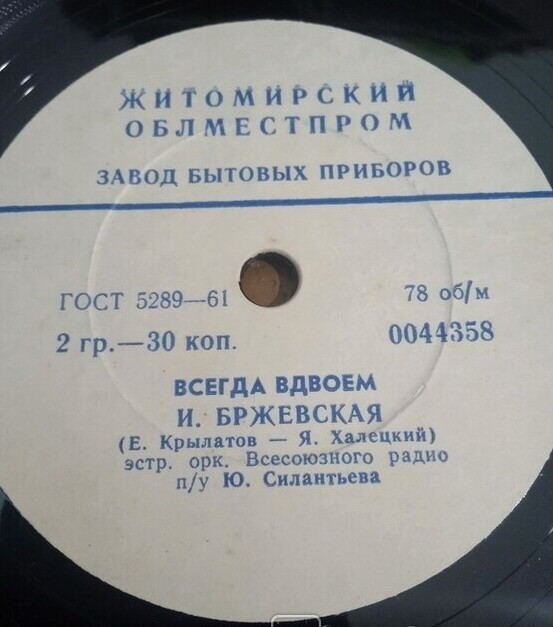 ЖИТОМИРСКИЙ
ОБЛМЕСТПРОМ
ЗАВОД БЫТОВЫХ ПРИБОРОВ
ГОСТ 5289—61 78 об/м
2 гр.—30 коп. 0044358
ВСЕГДА ВДВОЕМ
И. БРЖЕВСКАЯ
(Е. Крылатов — Я. Халецкий)
эстр. орк. Всесоюзного радио
п/у Ю. Силантьева